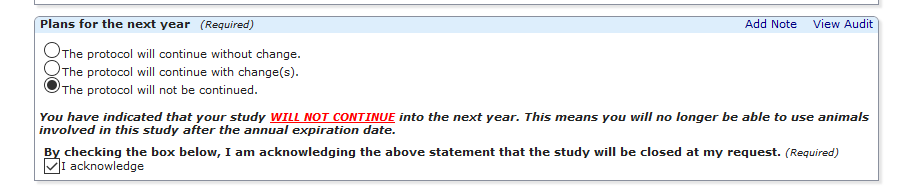 Plans for the next year (Required) Add Note View Audit
The protocol will continue without change.
The protocol will continue with change(s).
The protocol will not be continued.
You have indicated that your study WILL NOT CONTINUE into the next year. This means you will no longer be able to use animals
involved in this study after the annual expiration date.
By checking the box below, I am acknowledging the above statement that the study will be closed at my request. (Required)
I acknowledge